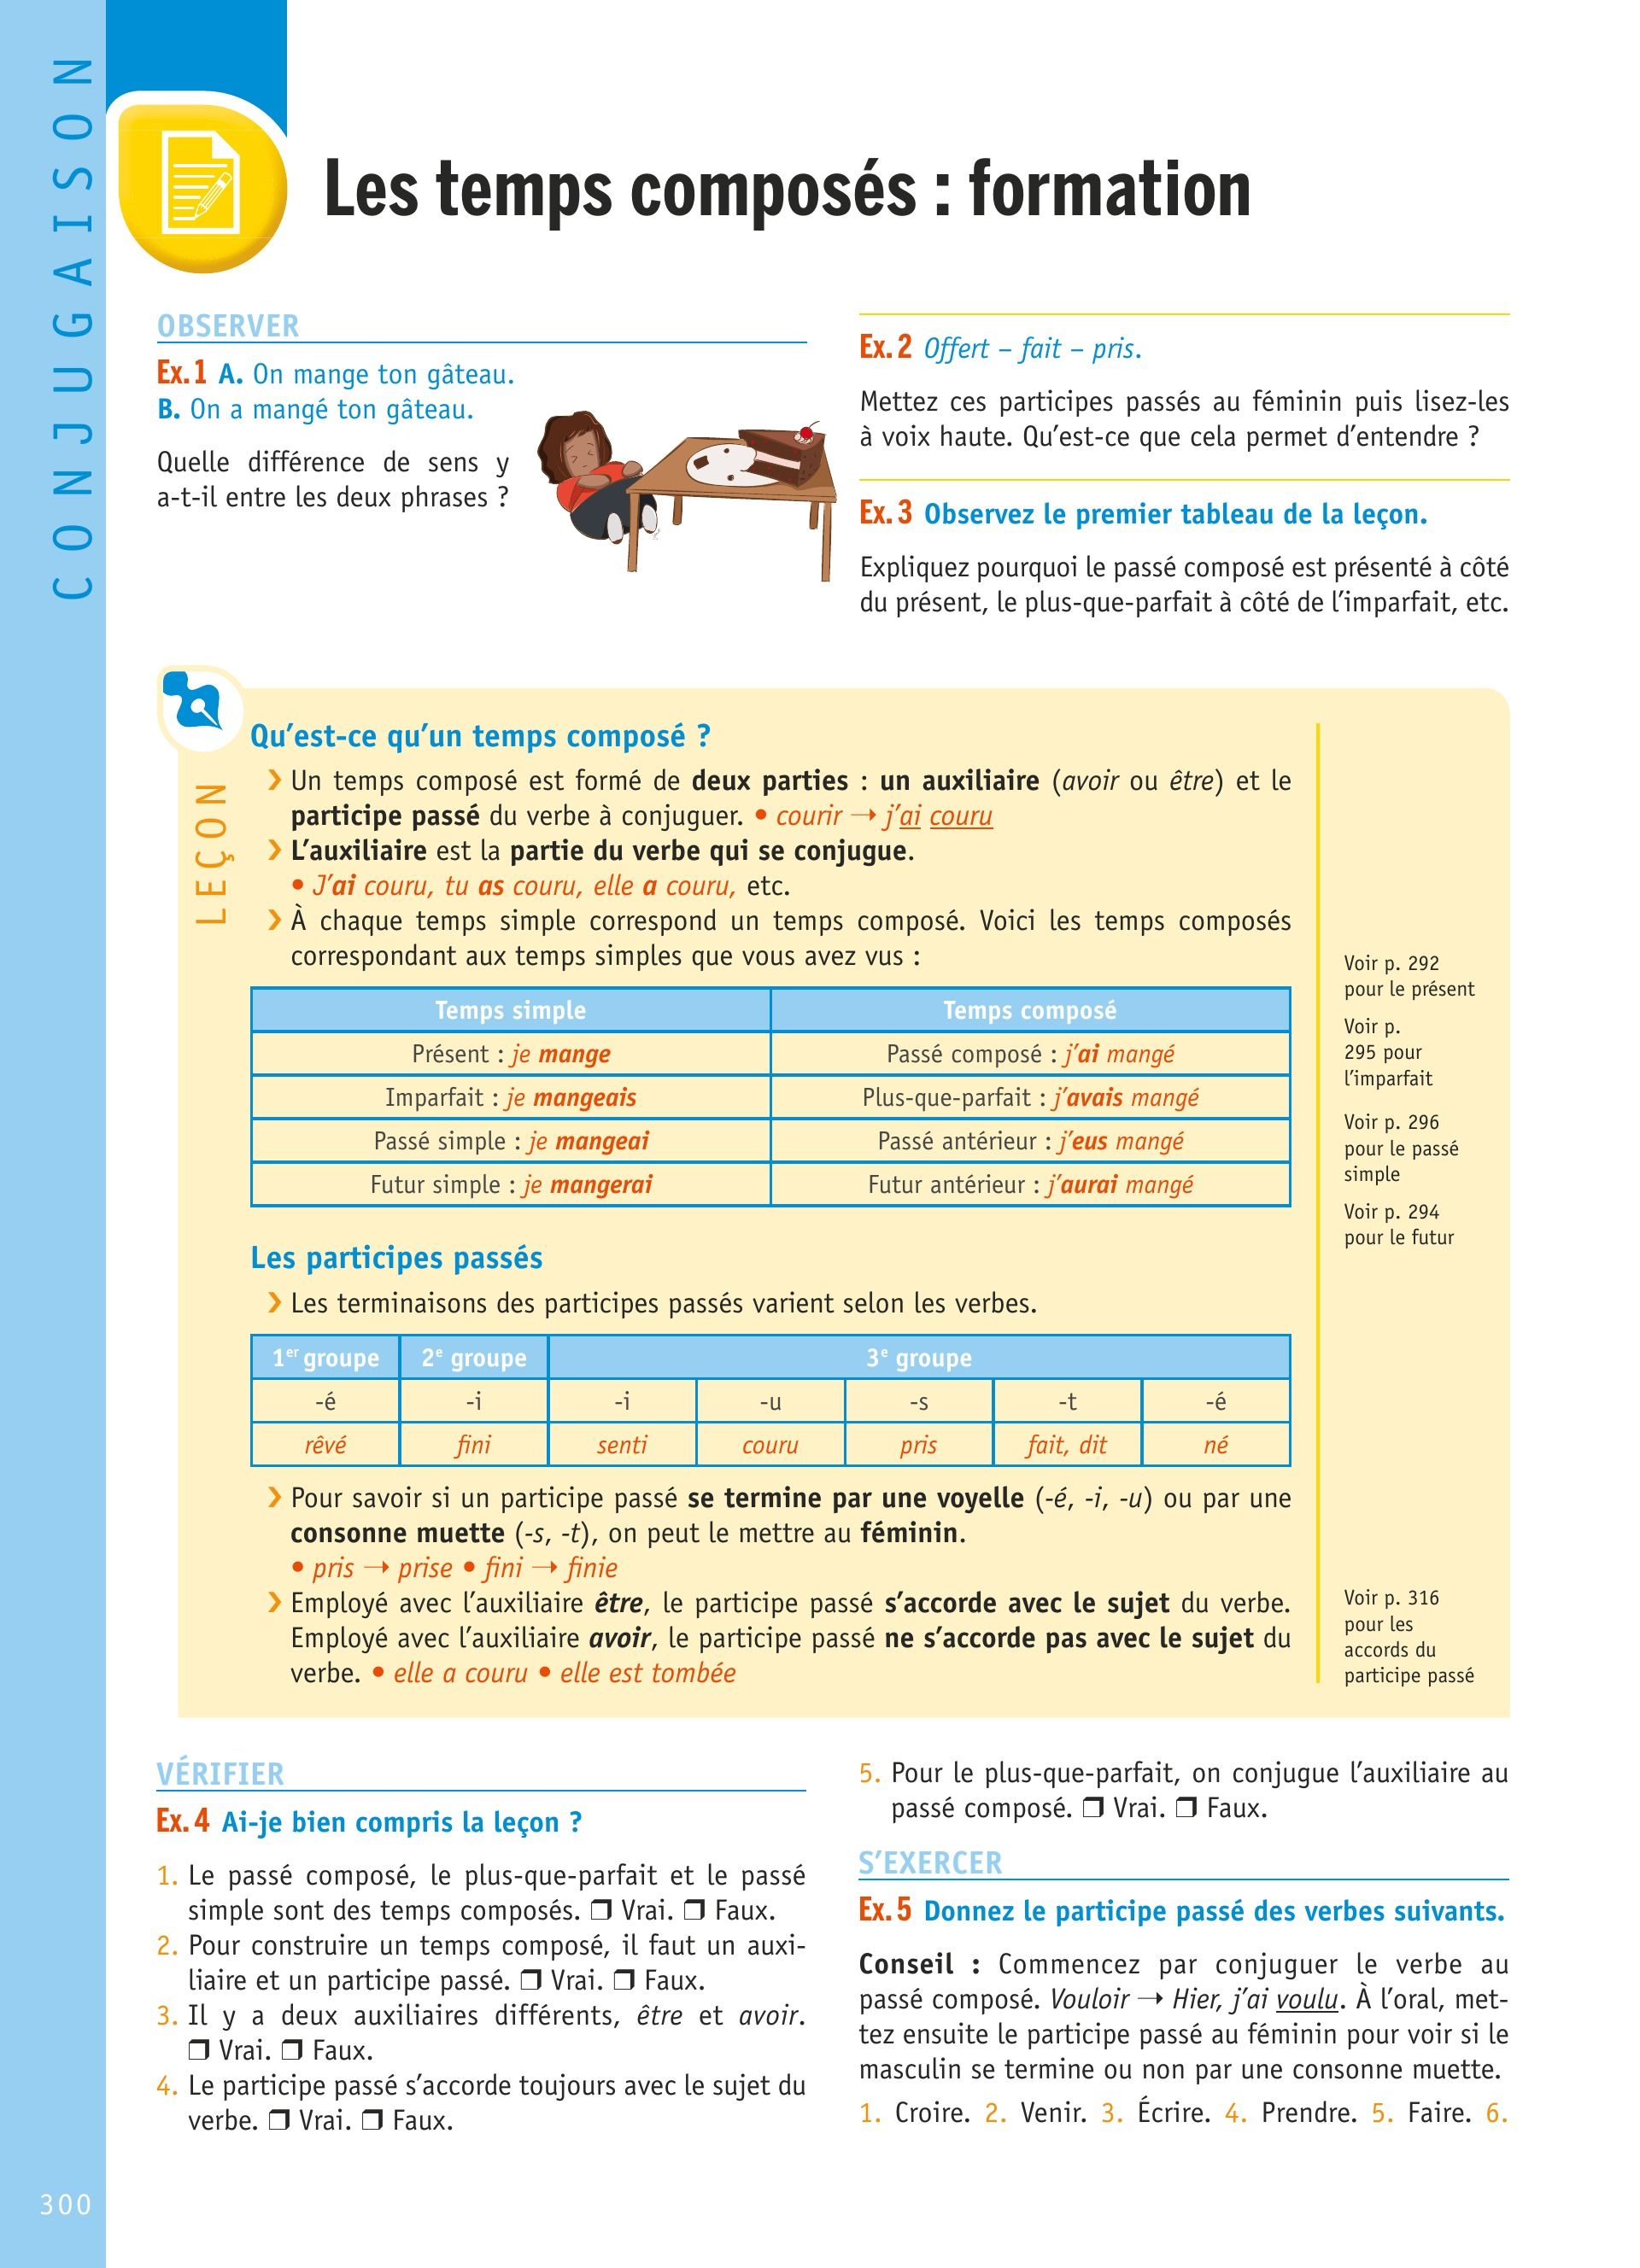 CONJUGAISON
Les temps composés : formation
OBSERVER
Ex. 1 A. On mange ton gâteau.
B. On a mangé ton gâteau.
Quelle différence de sens y
a-t-il entre les deux phrases ?
Ex. 2 Offert – fait – pris.
Mettez ces participes passés au féminin puis lisez-les
à voix haute. Qu'est-ce que cela permet d'entendre ?
Ex. 3 Observez le premier tableau de la leçon.
Expliquez pourquoi le passé composé est présenté à côté
du présent, le plus-que-parfait à côté de l'imparfait, etc.
LEÇON
Qu'est-ce qu'un temps composé ?
› Un temps composé est formé de deux parties : un auxiliaire (avoir ou être) et le
participe passé du verbe à conjuguer. • courir → j'ai couru
› L'auxiliaire est la partie du verbe qui se conjugue.
• J'ai couru, tu as couru, elle a couru, etc.
› À chaque temps simple correspond un temps composé. Voici les temps composés
correspondant aux temps simples que vous avez vus :
Temps simple Temps composé
Présent : je mange Passé composé : j'ai mangé
Imparfait : je mangeais Plus-que-parfait : j'avais mangé
Passé simple : je mangeai Passé antérieur : j'eus mangé
Futur simple : je mangerai Futur antérieur : j'aurai mangé
Voir p. 292
pour le présent
Voir p.
295 pour
l'imparfait
Voir p. 296
pour le passé
simple
Voir p. 294
pour le futur
Les participes passés
› Les terminaisons des participes passés varient selon les verbes.
1er groupe 2e groupe 3e groupe
-é -i -i -u -s -t -é
rêvé fini senti couru pris fait, dit né
› Pour savoir si un participe passé se termine par une voyelle (-é, -i, -u) ou par une
consonne muette (-s, -t), on peut le mettre au féminin.
• pris → prise • fini → finie
› Employé avec l'auxiliaire être, le participe passé s'accorde avec le sujet du verbe.
Employé avec l'auxiliaire avoir, le participe passé ne s'accorde pas avec le sujet du
verbe. • elle a couru • elle est tombée
Voir p. 316
pour les
accords du
participe passé
VÉRIFIER
Ex. 4 Ai-je bien compris la leçon ?
1. Le passé composé, le plus-que-parfait et le passé
simple sont des temps composés. ❒ Vrai. ❒ Faux.
2. Pour construire un temps composé, il faut un auxi-
liaire et un participe passé. ❒ Vrai. ❒ Faux.
3. Il y a deux auxiliaires différents, être et avoir.
❒ Vrai. ❒ Faux.
4. Le participe passé s'accorde toujours avec le sujet du
verbe. ❒ Vrai. ❒ Faux.
5. Pour le plus-que-parfait, on conjugue l'auxiliaire au
passé composé. ❒ Vrai. ❒ Faux.
S'EXERCER
Ex. 5 Donnez le participe passé des verbes suivants.
Conseil : Commencez par conjuguer le verbe au
passé composé. Vouloir → Hier, j'ai voulu. À l'oral, met-
tez ensuite le participe passé au féminin pour voir si le
masculin se termine ou non par une consonne muette.
1. Croire. 2. Venir. 3. Écrire. 4. Prendre. 5. Faire. 6.
300